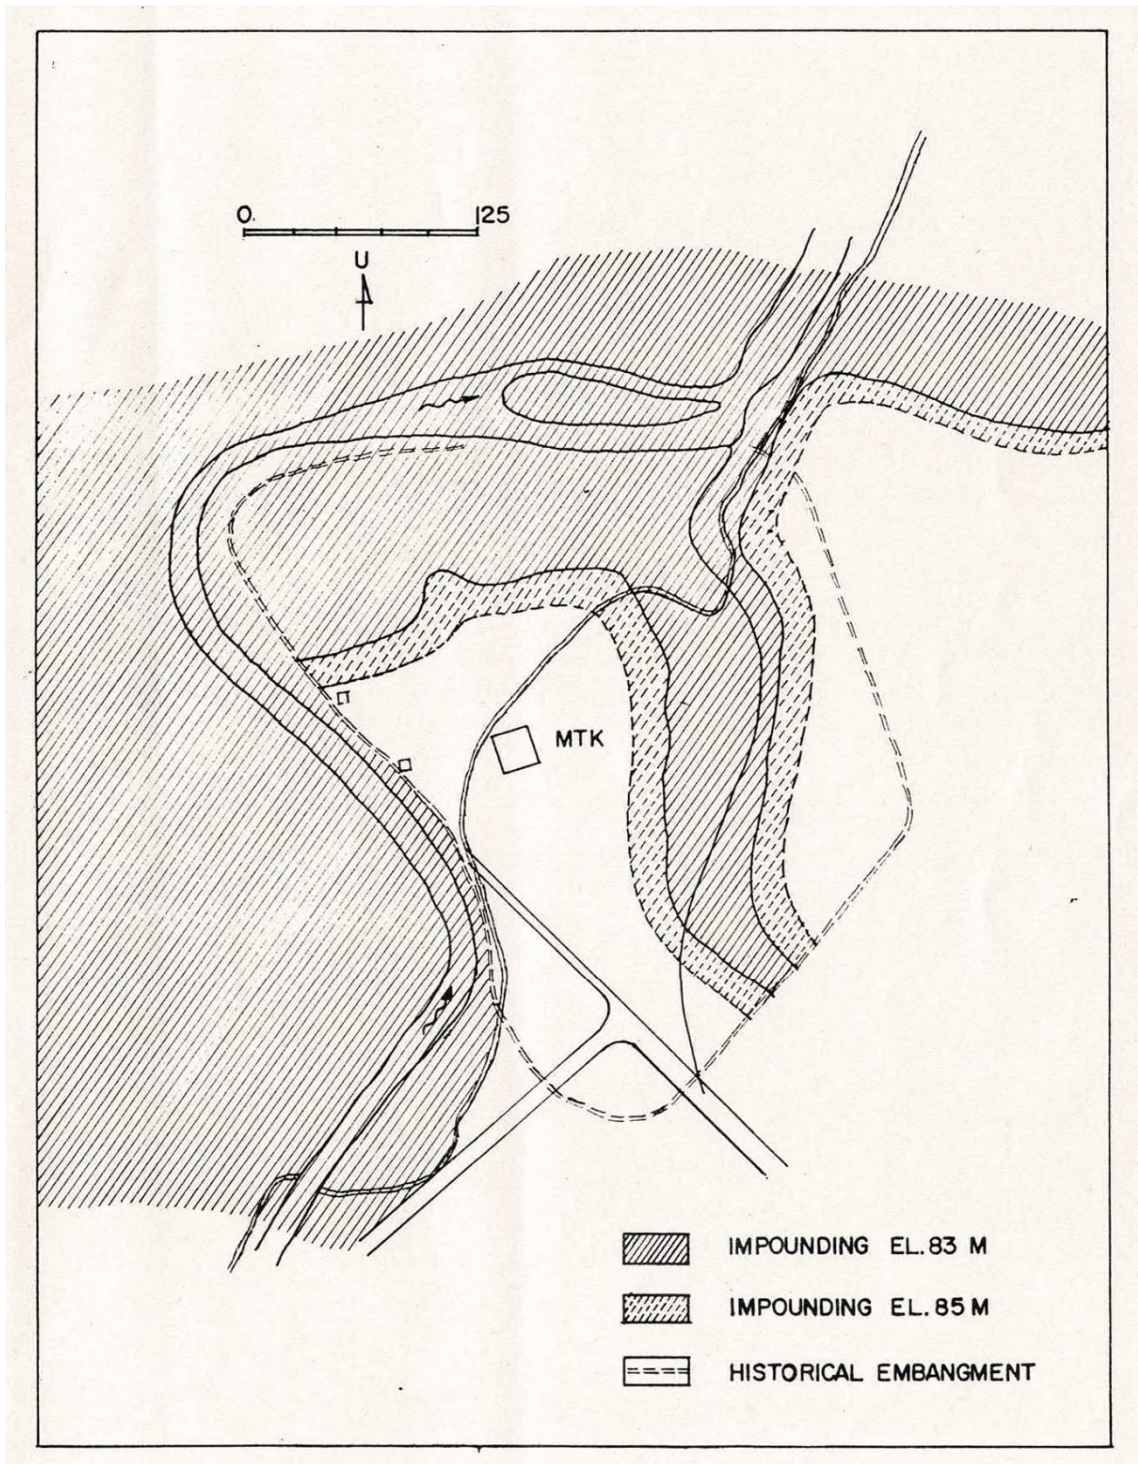 0. 125
U
MTK
IMPOUNDING EL. 83 M
IMPOUNDING EL. 85 M
HISTORICAL EMBANGMENT